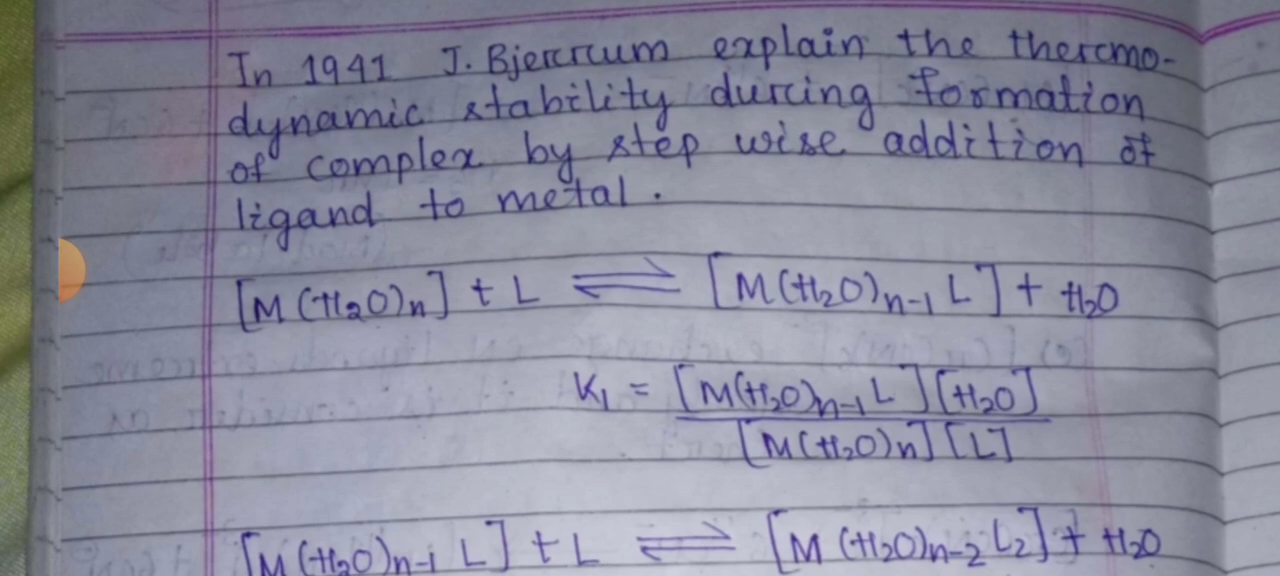 In 1941 J. Bjerrum explain the thermo-
dynamic stability during formation
of complex by step wise addition of
ligand to metal.
[M(H₂O)n] + L ⇌ [M(H₂O)n-1 L] + H₂O
K₁ = [M(H₂O)n-1 L][H₂O]
[M(H₂O)n][L]
[M(H₂O)n-1 L] + L ⇌ [M(H₂O)n-2 L₂] + H₂O